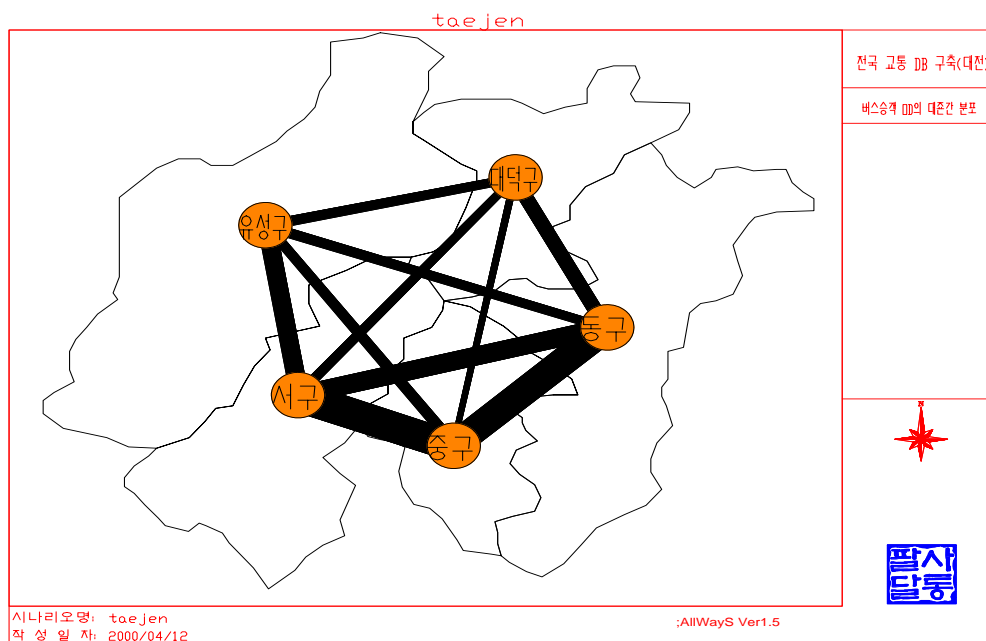 taejen
전국 교통 DB 구축(대전)
버스승객 OD의 대존간 분포
대덕구
유성구
동구
서구
중구
N
팔사
달통
시나리오명: taejen
작 성 일 자: 2000/04/12
;AllWayS Ver1.5